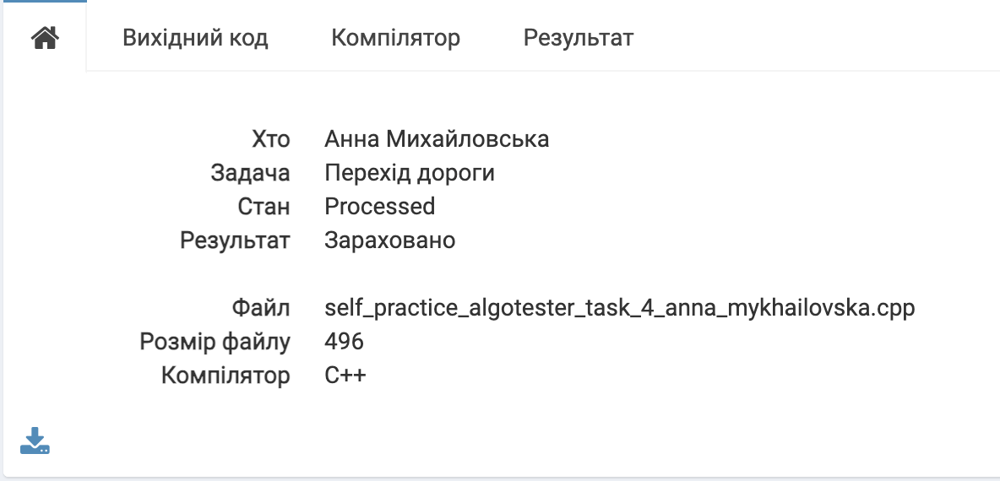 Вихідний код Компілятор Результат
Хто Анна Михайловська
Задача Перехід дороги
Стан Processed
Результат Зараховано
Файл self_practice_algotester_task_4_anna_mykhailovska.cpp
Розмір файлу 496
Компілятор C++